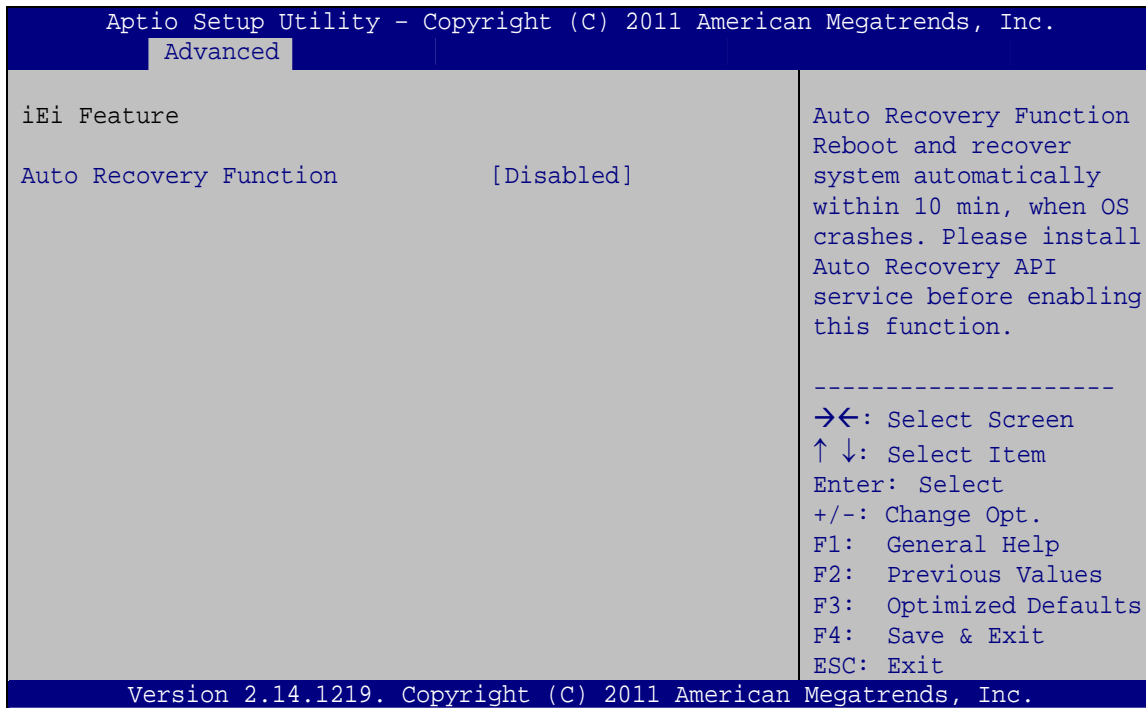 Aptio Setup Utility – Copyright (C) 2011 American Megatrends, Inc.
Advanced
iEi Feature
Auto Recovery Function [Disabled]
Auto Recovery Function
Reboot and recover
system automatically
within 10 min, when OS
crashes. Please install
Auto Recovery API
service before enabling
this function.
---------------------
→←: Select Screen
↑ ↓: Select Item
Enter: Select
+/-: Change Opt.
F1: General Help
F2: Previous Values
F3: Optimized Defaults
F4: Save & Exit
ESC: Exit
Version 2.14.1219. Copyright (C) 2011 American Megatrends, Inc.